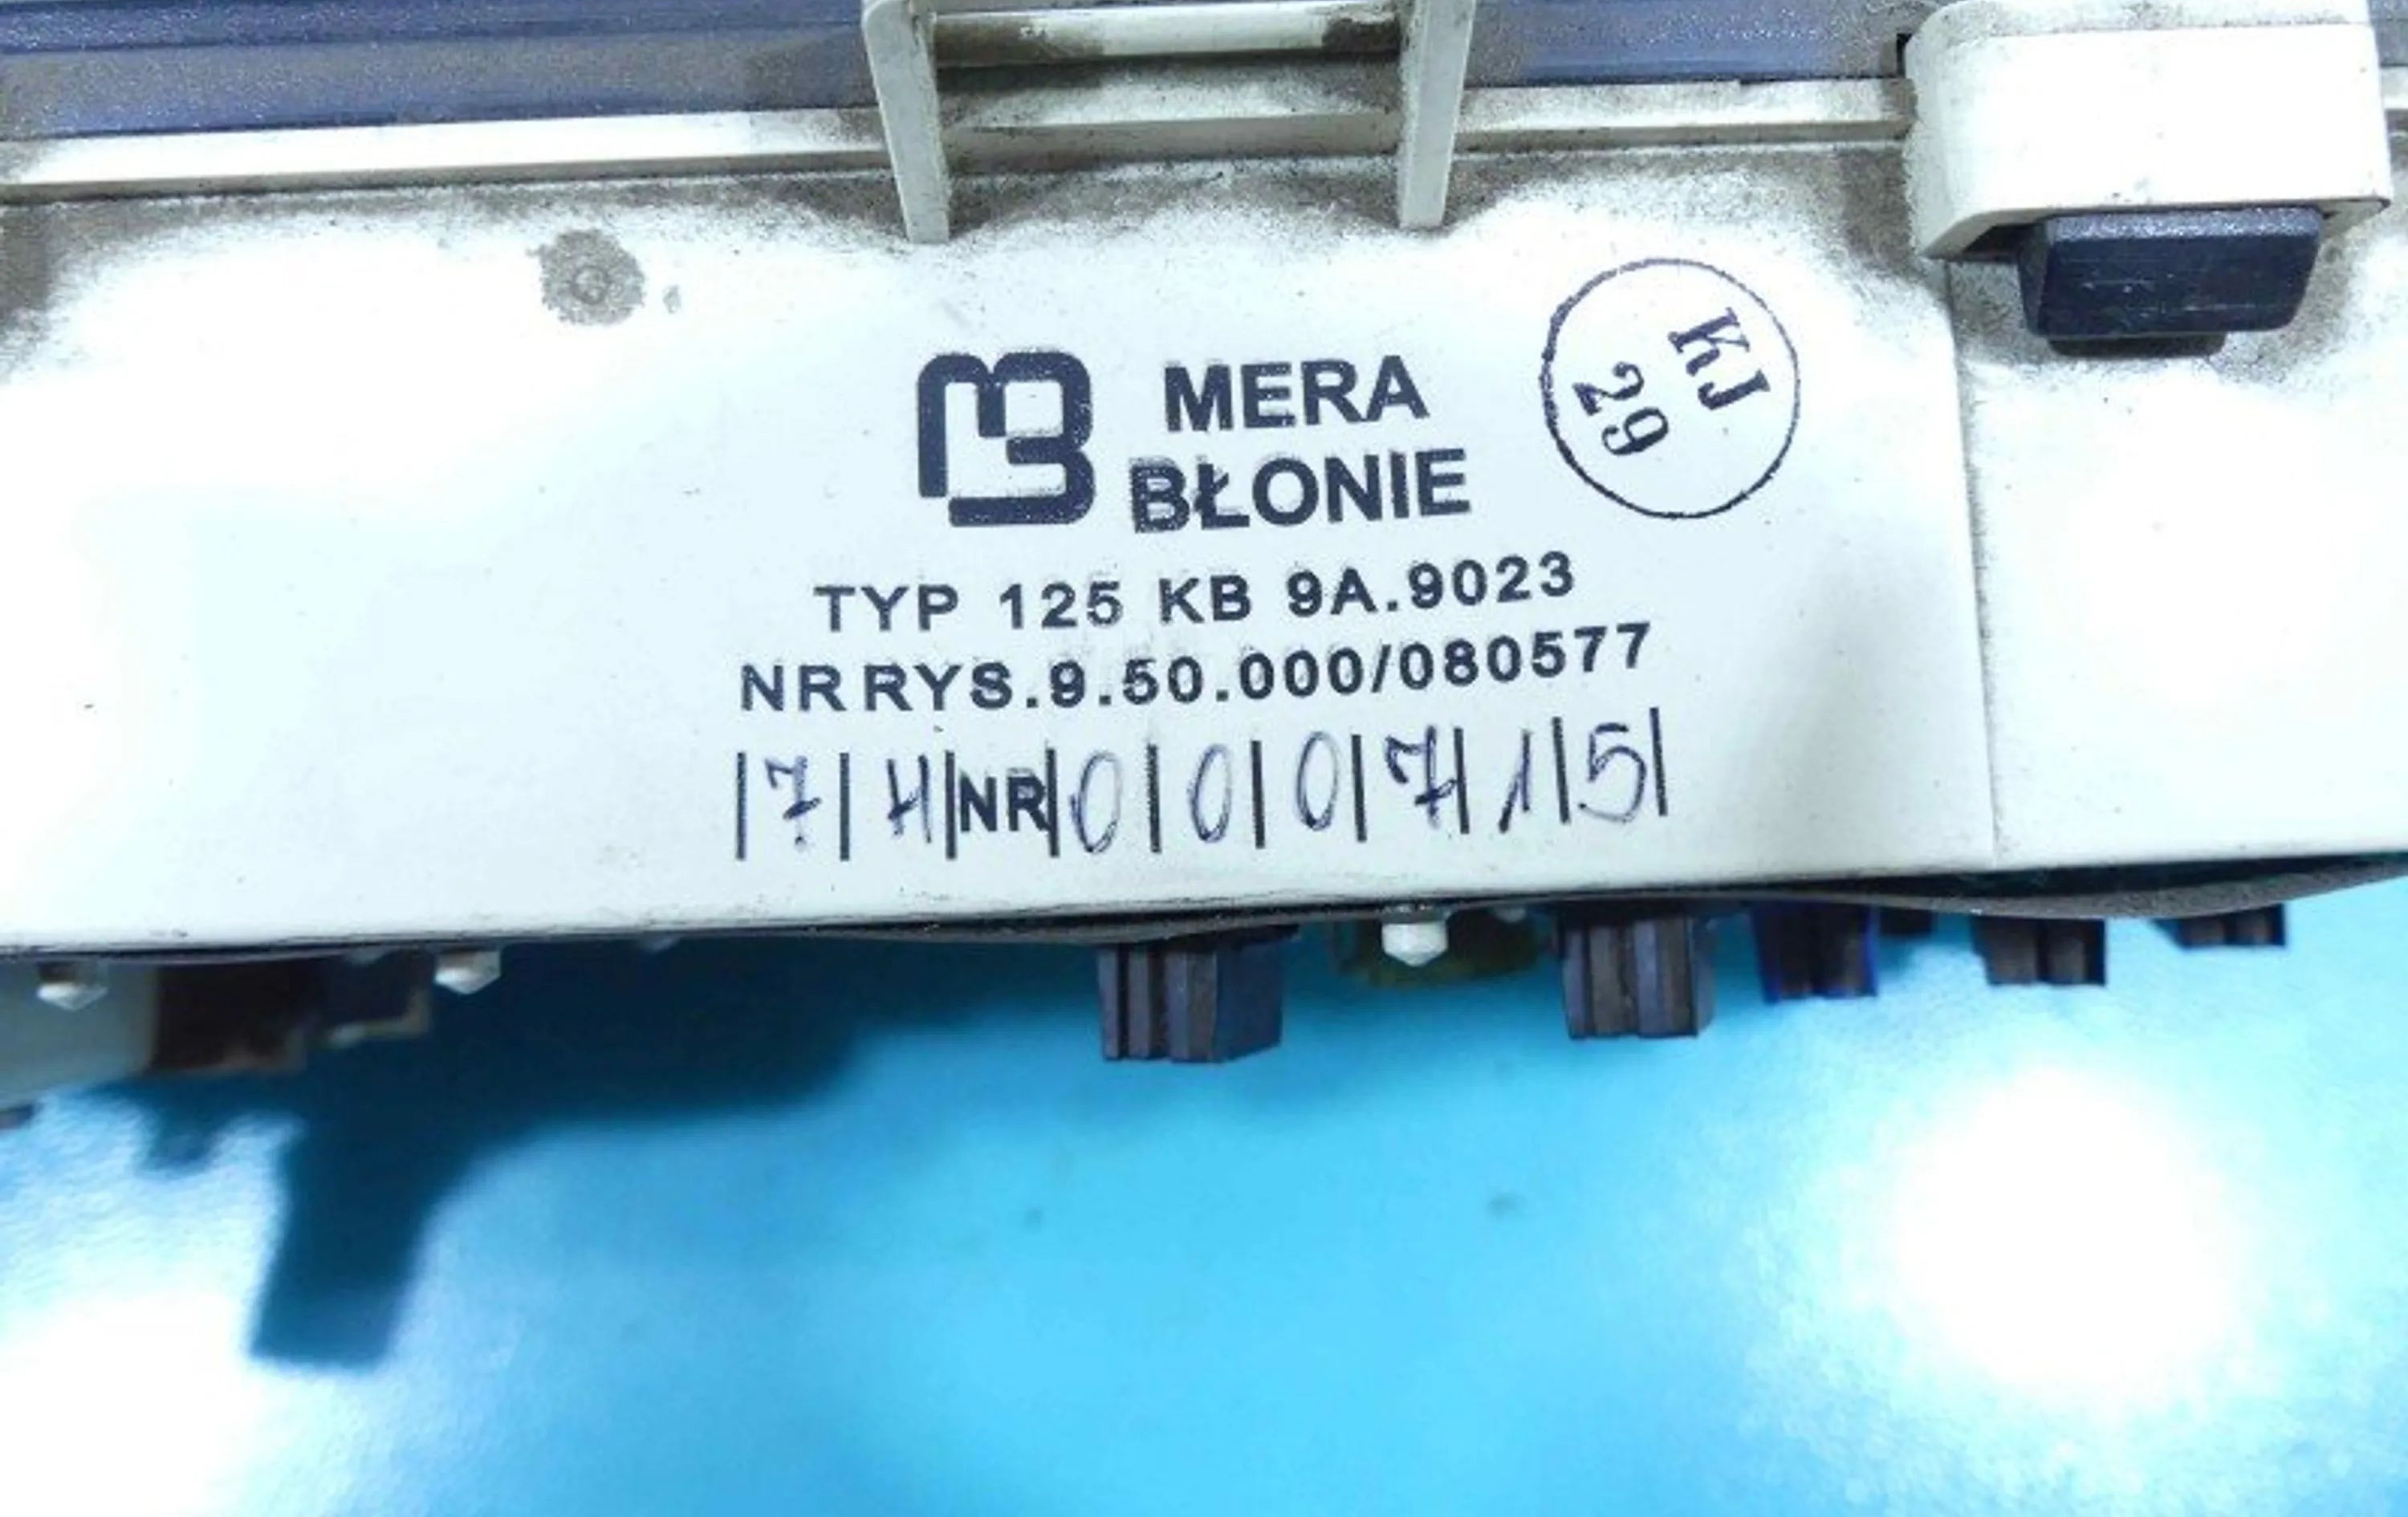 MERA
BŁONIE
KJ
29
TYP 125 KB 9A.9023
NR RYS.9.50.000/080577
|7|H|NR|0|0|0|7|1|5|